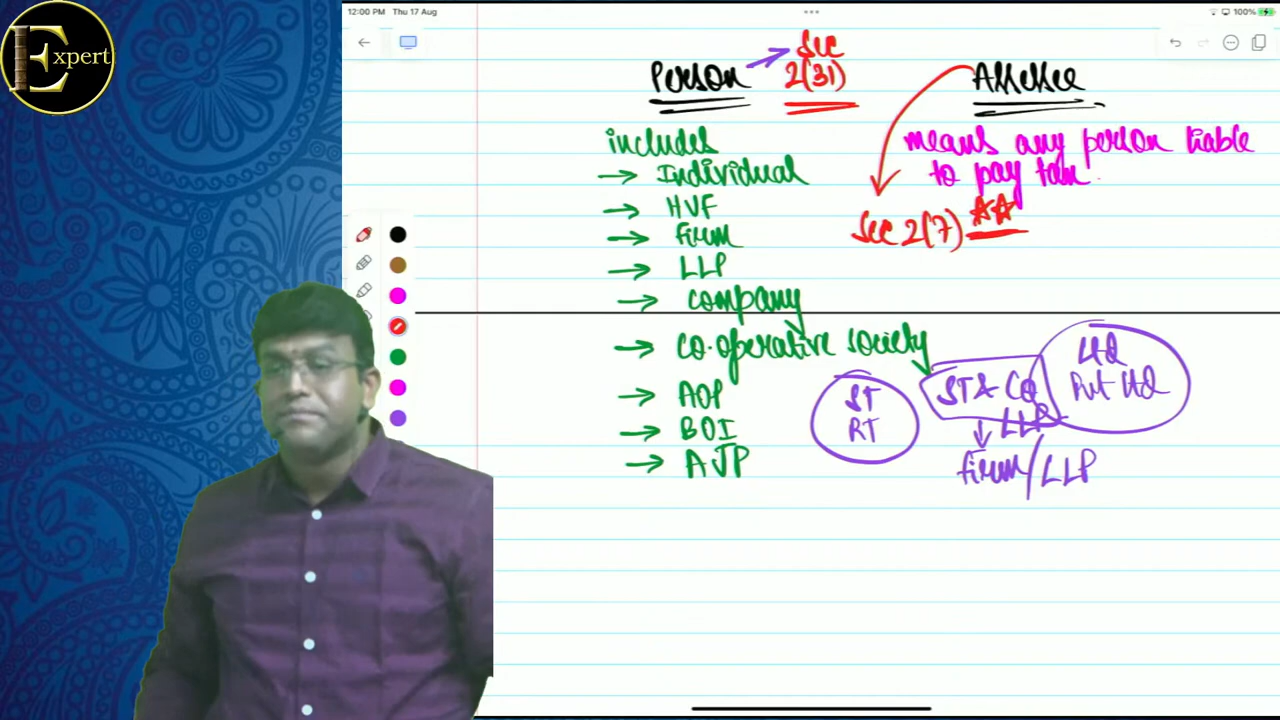 12:00 PM Thu 17 Aug
100%
Expert
Person
Sec
2(31)
includes
→ Individual
→ HUF
→ firm
→ LLP
→ company
→ co.operative society
→ AOP
→ BOI
→ AJP
Assessee
means any person liable
to pay tax.
Sec 2(7)
ST
RT
ST & Co
LLP
firm/LLP
Ltd
Pvt Ltd